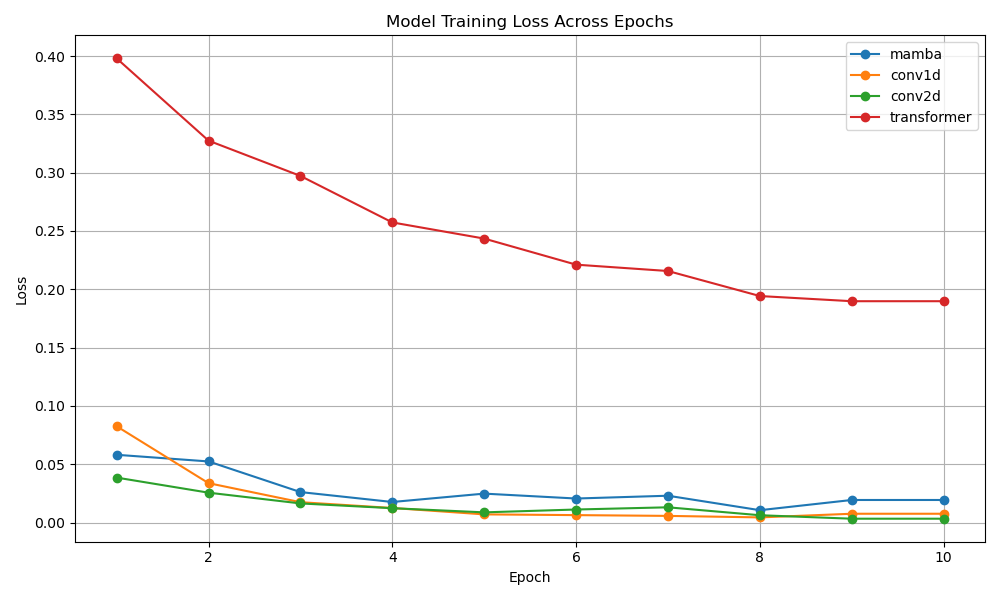 Model Training Loss Across Epochs
mamba
conv1d
conv2d
transformer
0.40
0.35
0.30
0.25
0.20
0.15
0.10
0.05
0.00
Loss
2 4 6 8 10
Epoch